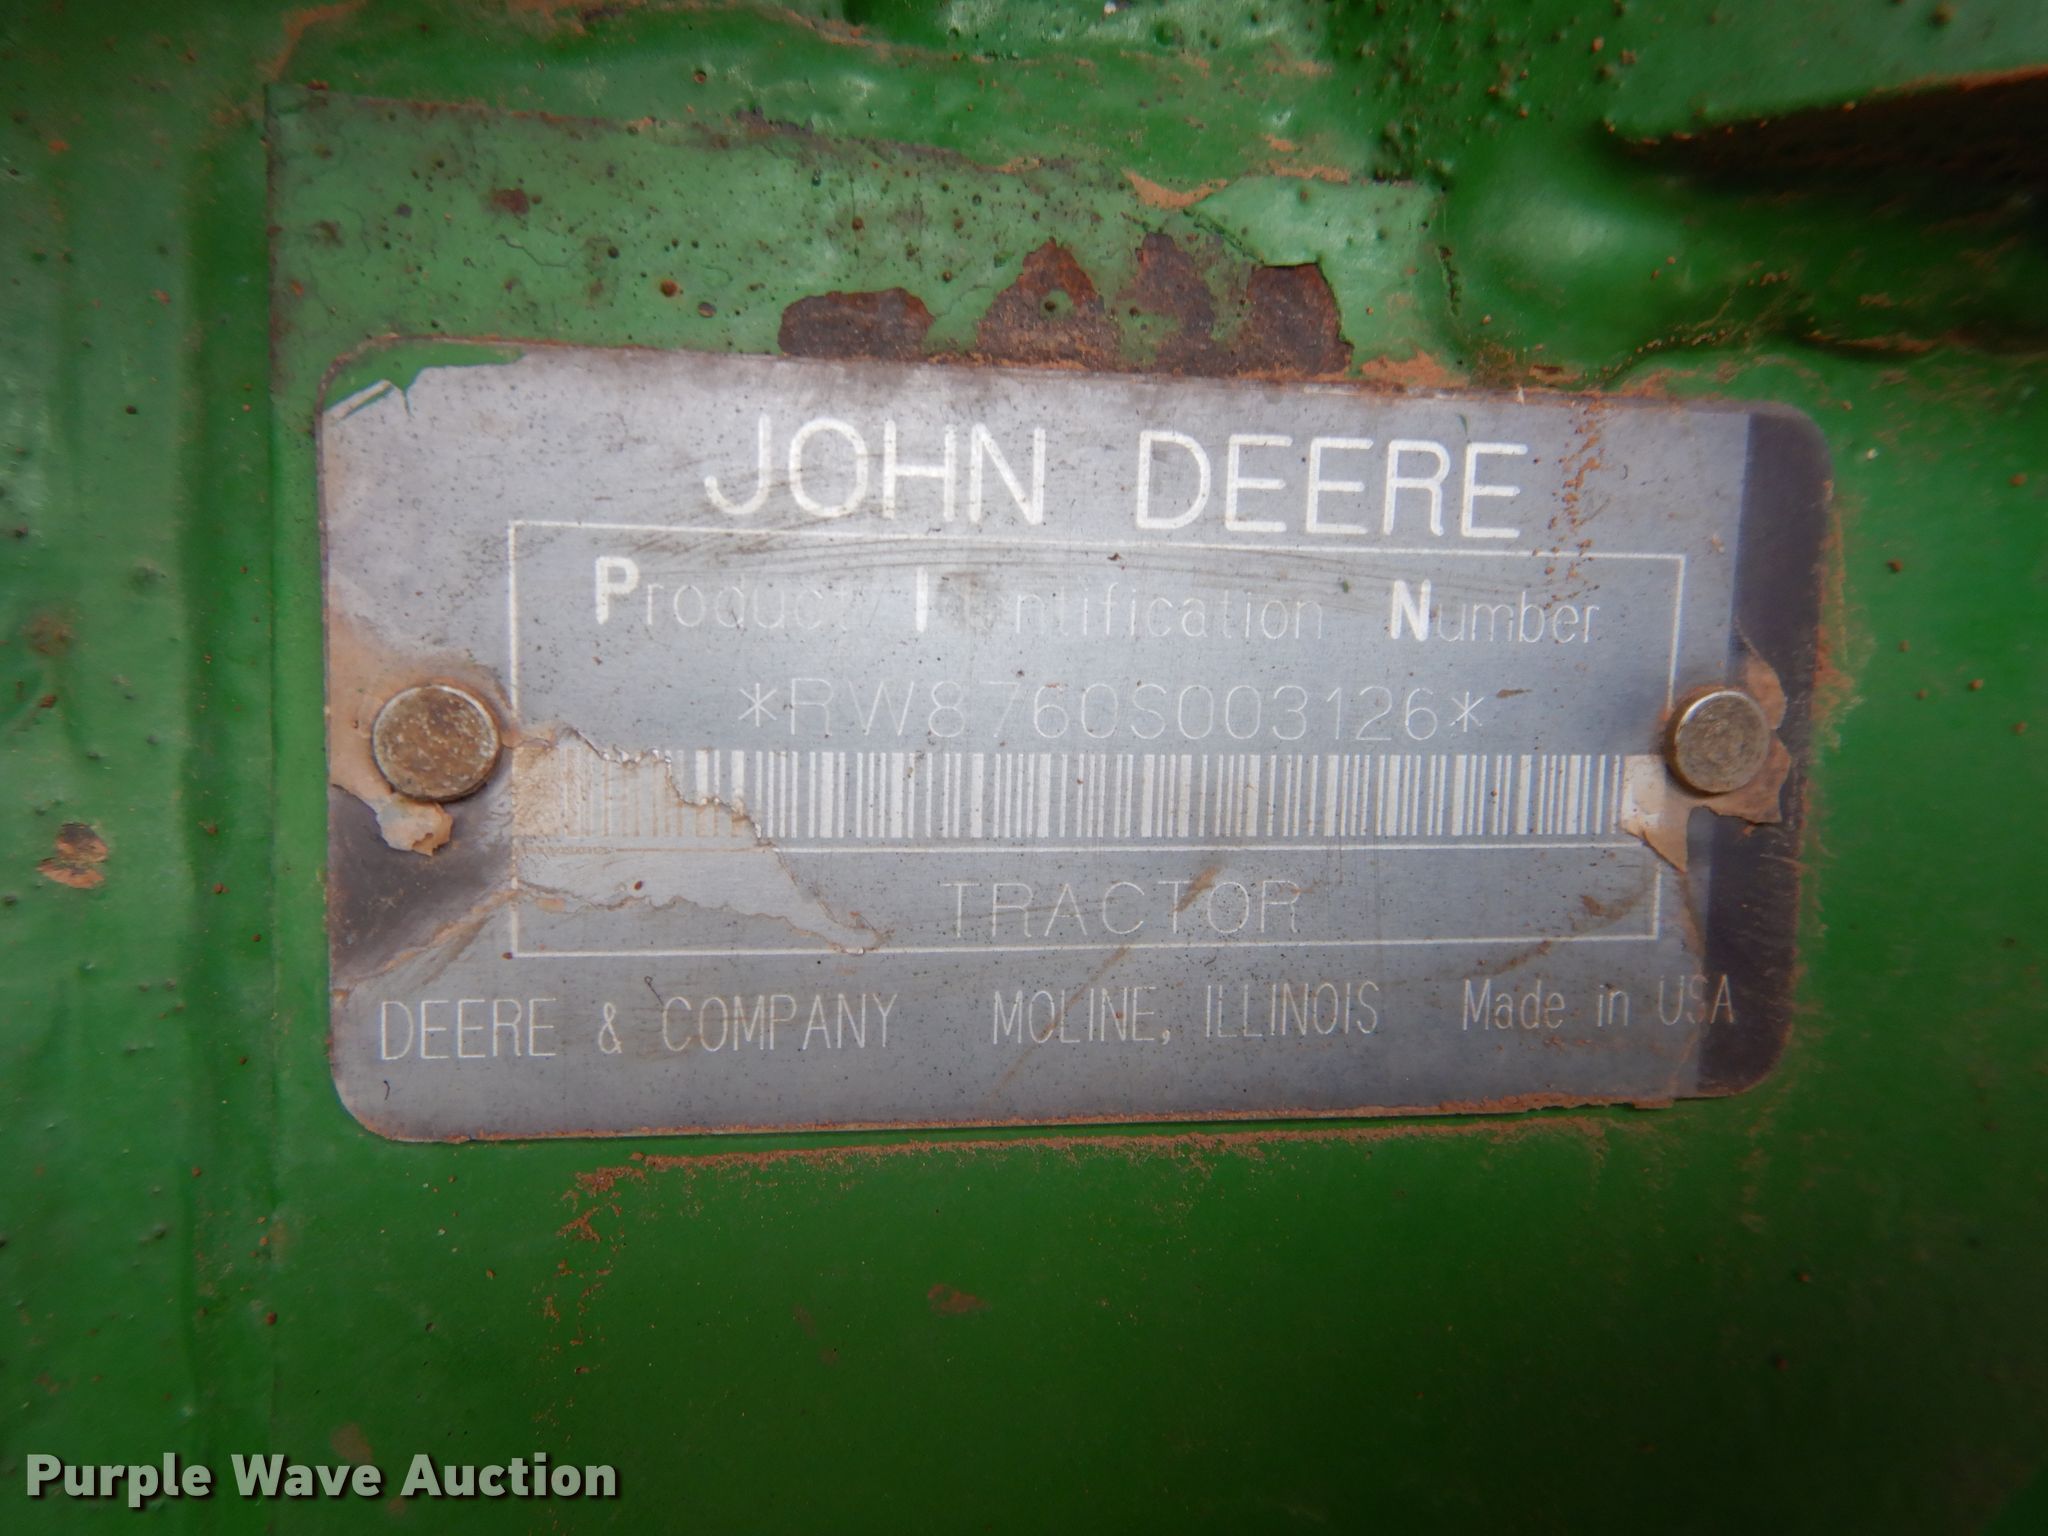 JOHN DEERE
Product Identification Number
*RW8760S003126*
TRACTOR
DEERE & COMPANY MOLINE, ILLINOIS Made in USA
Purple Wave Auction